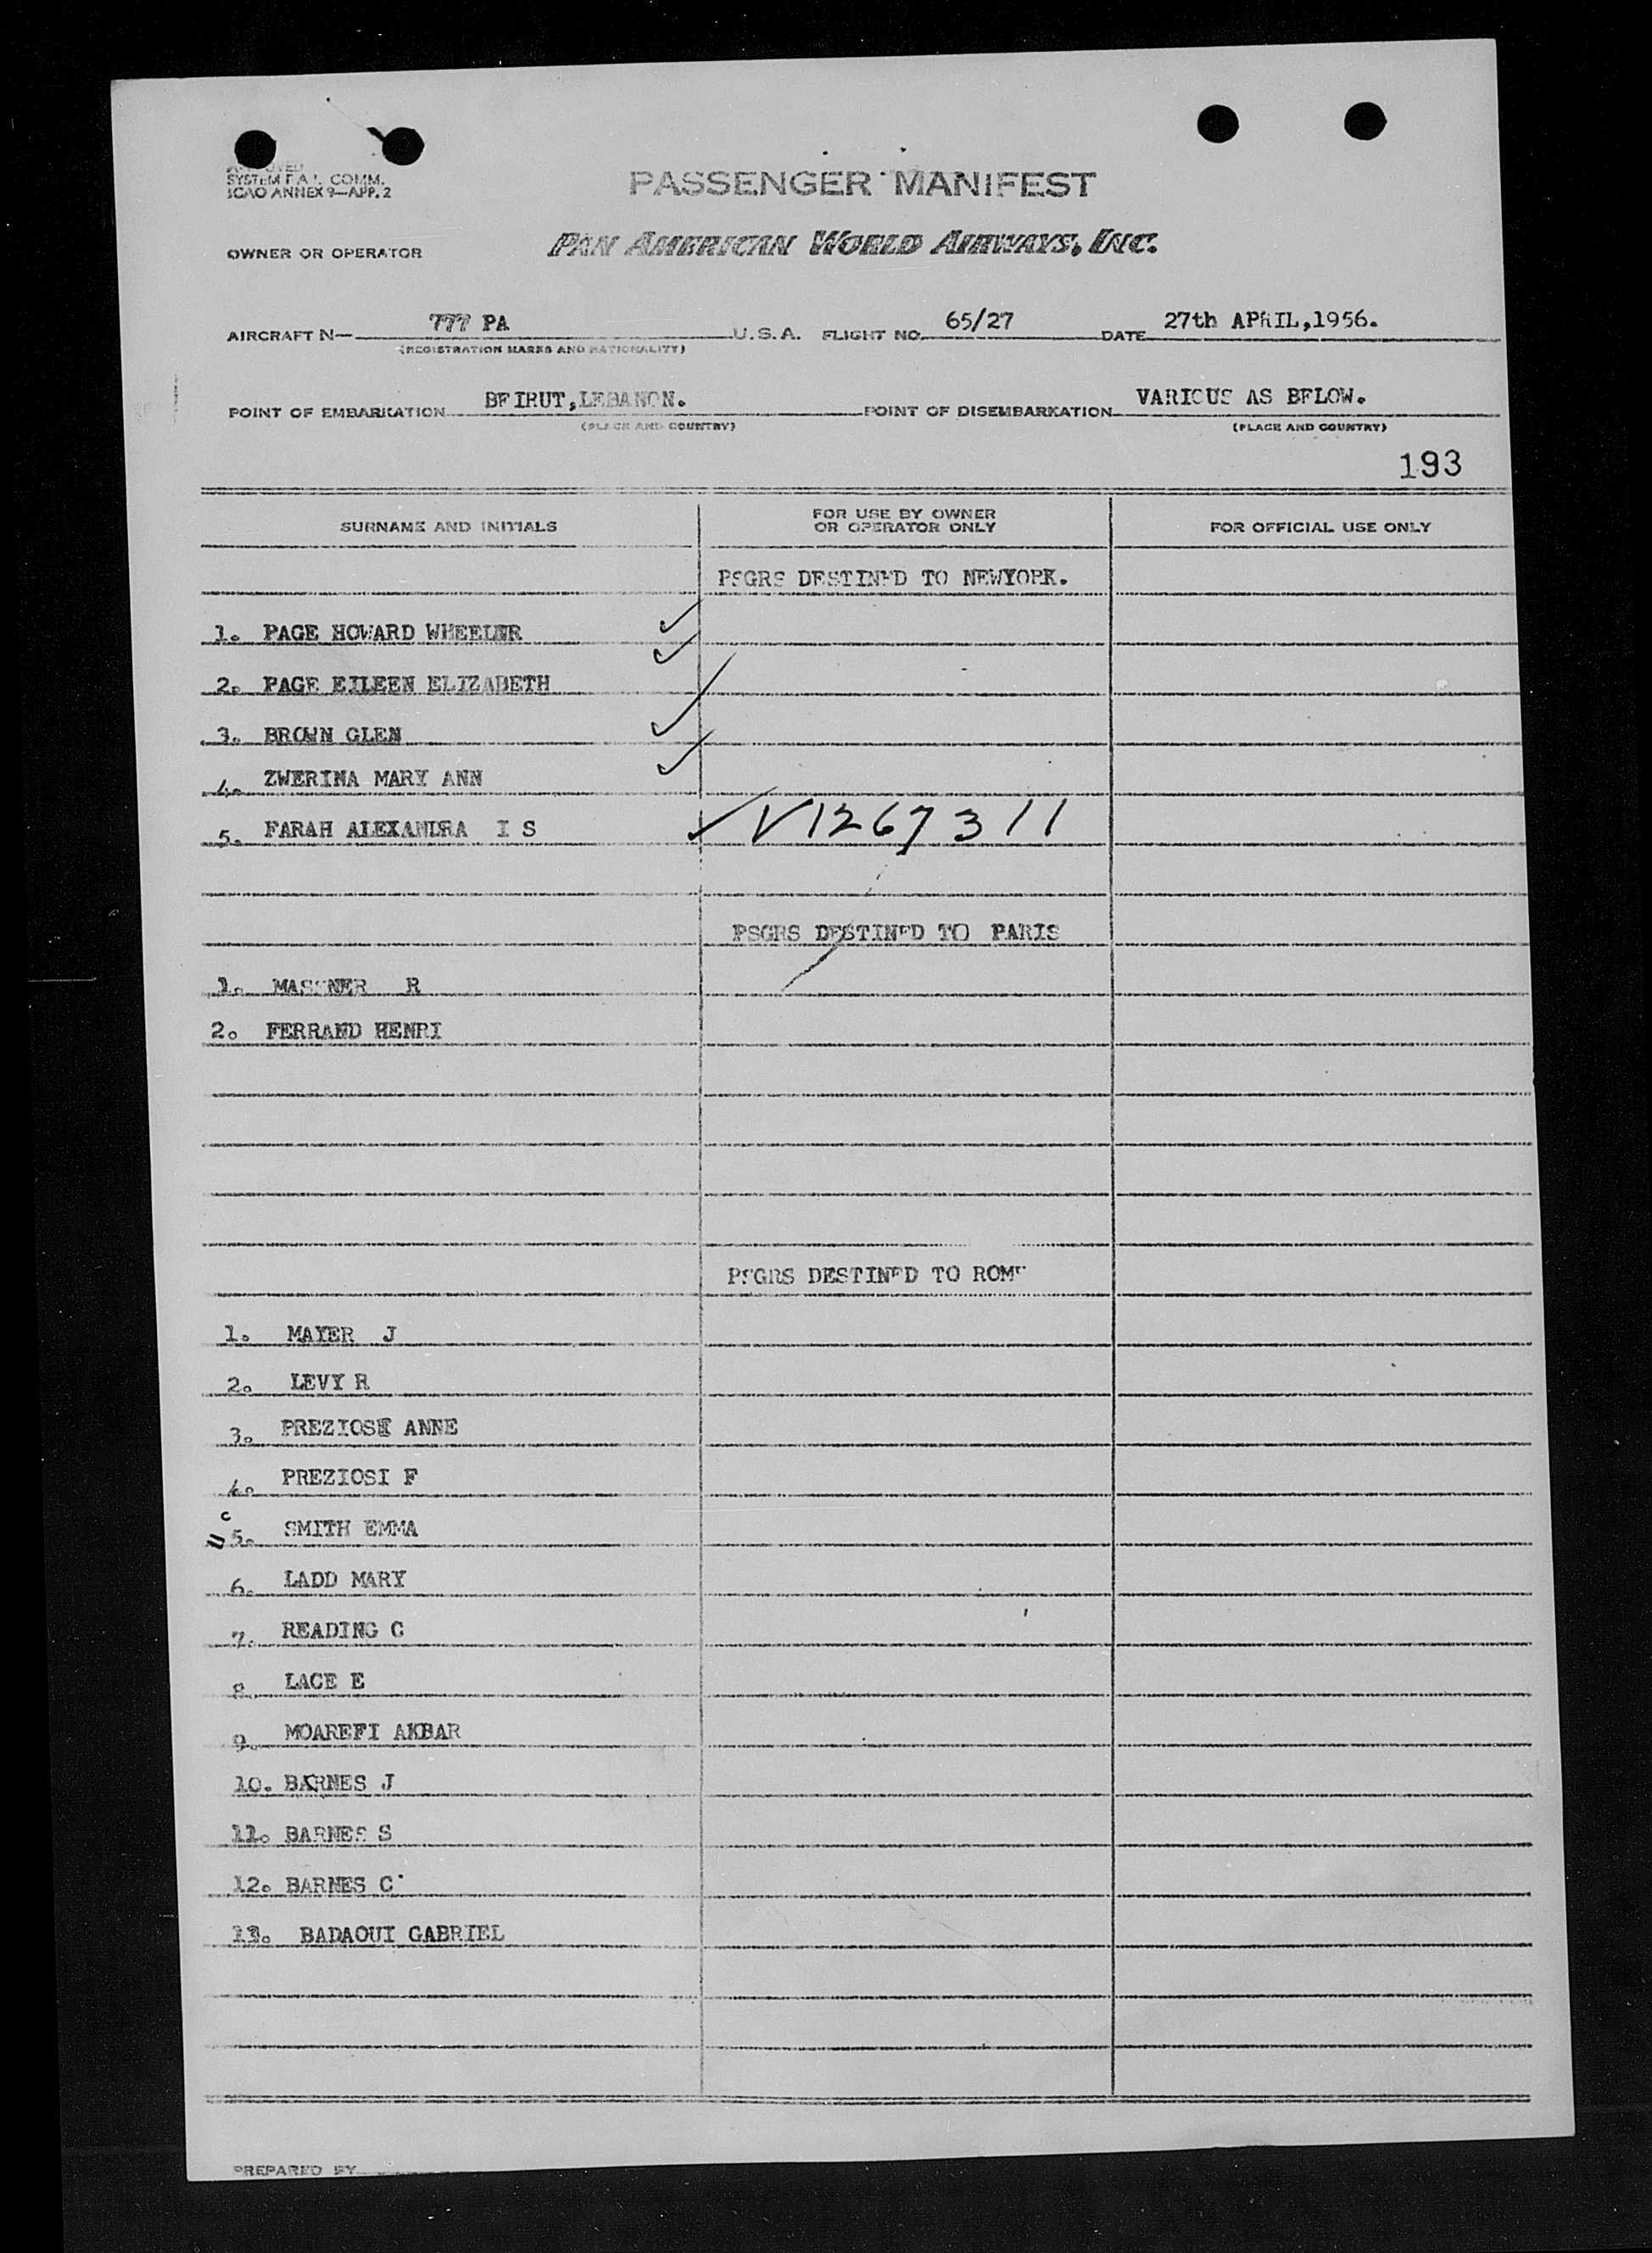 SYSTEM F.A.L. COMM.
ICAO ANNEX 9—APP. 2
PASSENGER MANIFEST
OWNER OR OPERATOR PAN AMERICAN WORLD AIRWAYS, INC.
AIRCRAFT N— 777 PA U.S.A. FLIGHT NO. 65/27 DATE 27th APRIL,1956.
(REGISTRATION MARKS AND NATIONALITY)
POINT OF EMBARKATION BEIRUT,LEBANON. POINT OF DISEMBARKATION VARIOUS AS BELOW.
(PLACE AND COUNTRY) (PLACE AND COUNTRY)
193
SURNAME AND INITIALS FOR USE BY OWNER OR OPERATOR ONLY FOR OFFICIAL USE ONLY
PSGRS DESTINED TO NEWYORK.
1. PAGE HOWARD WHEELER
2. PAGE EILEEN ELIZABETH
3. BROWN GLEN
4. ZWERINA MARY ANN
5. FARAH ALEXANDRA I S V1267311
PSGRS DESTINED TO PARIS
1. MASSNER R
2. FERRAND HENRI
PSGRS DESTINED TO ROME
1. MAYER J
2. LEVY R
3. PREZIOSI ANNE
4. PREZIOSI F
5. SMITH EMMA
6. LADD MARY
7. READING C
8. LACE E
9. MOAREFI AKBAR
10. BARNES J
11. BARNES S
12. BARNES C
13. BADAOUI GABRIEL
PREPARED BY